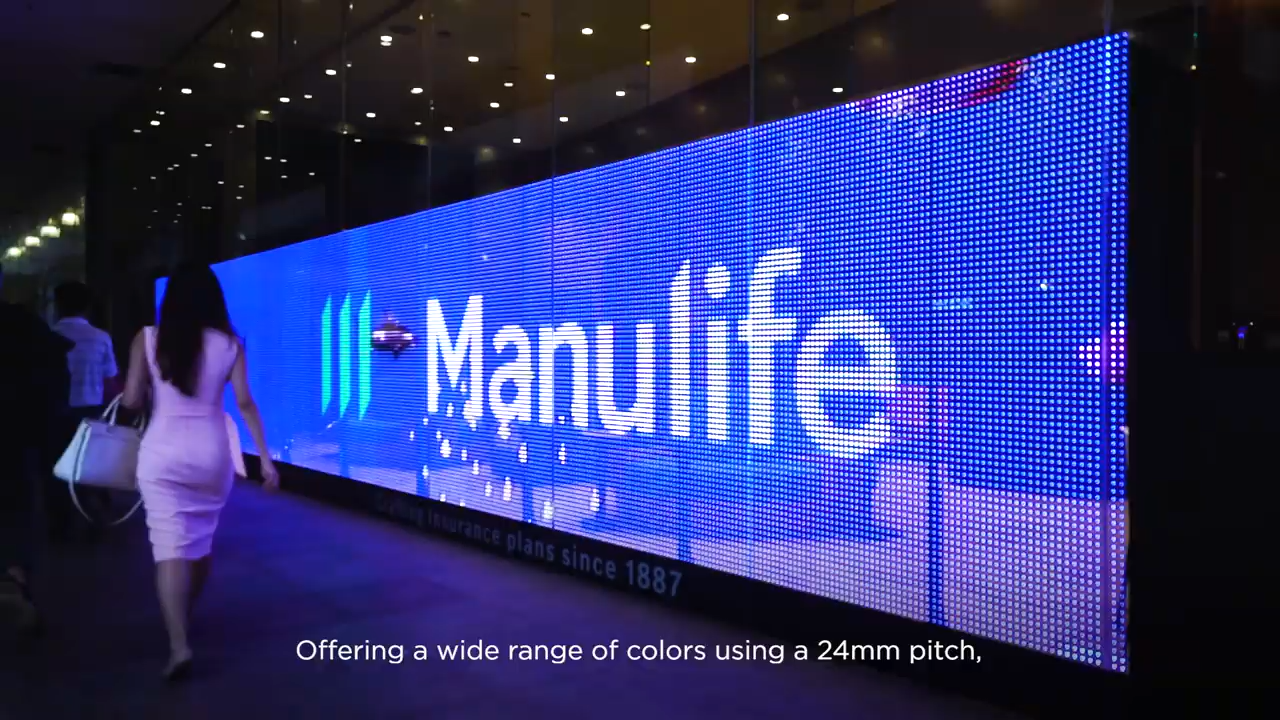 Manulife
insurance plans since 1887
Offering a wide range of colors using a 24mm pitch,